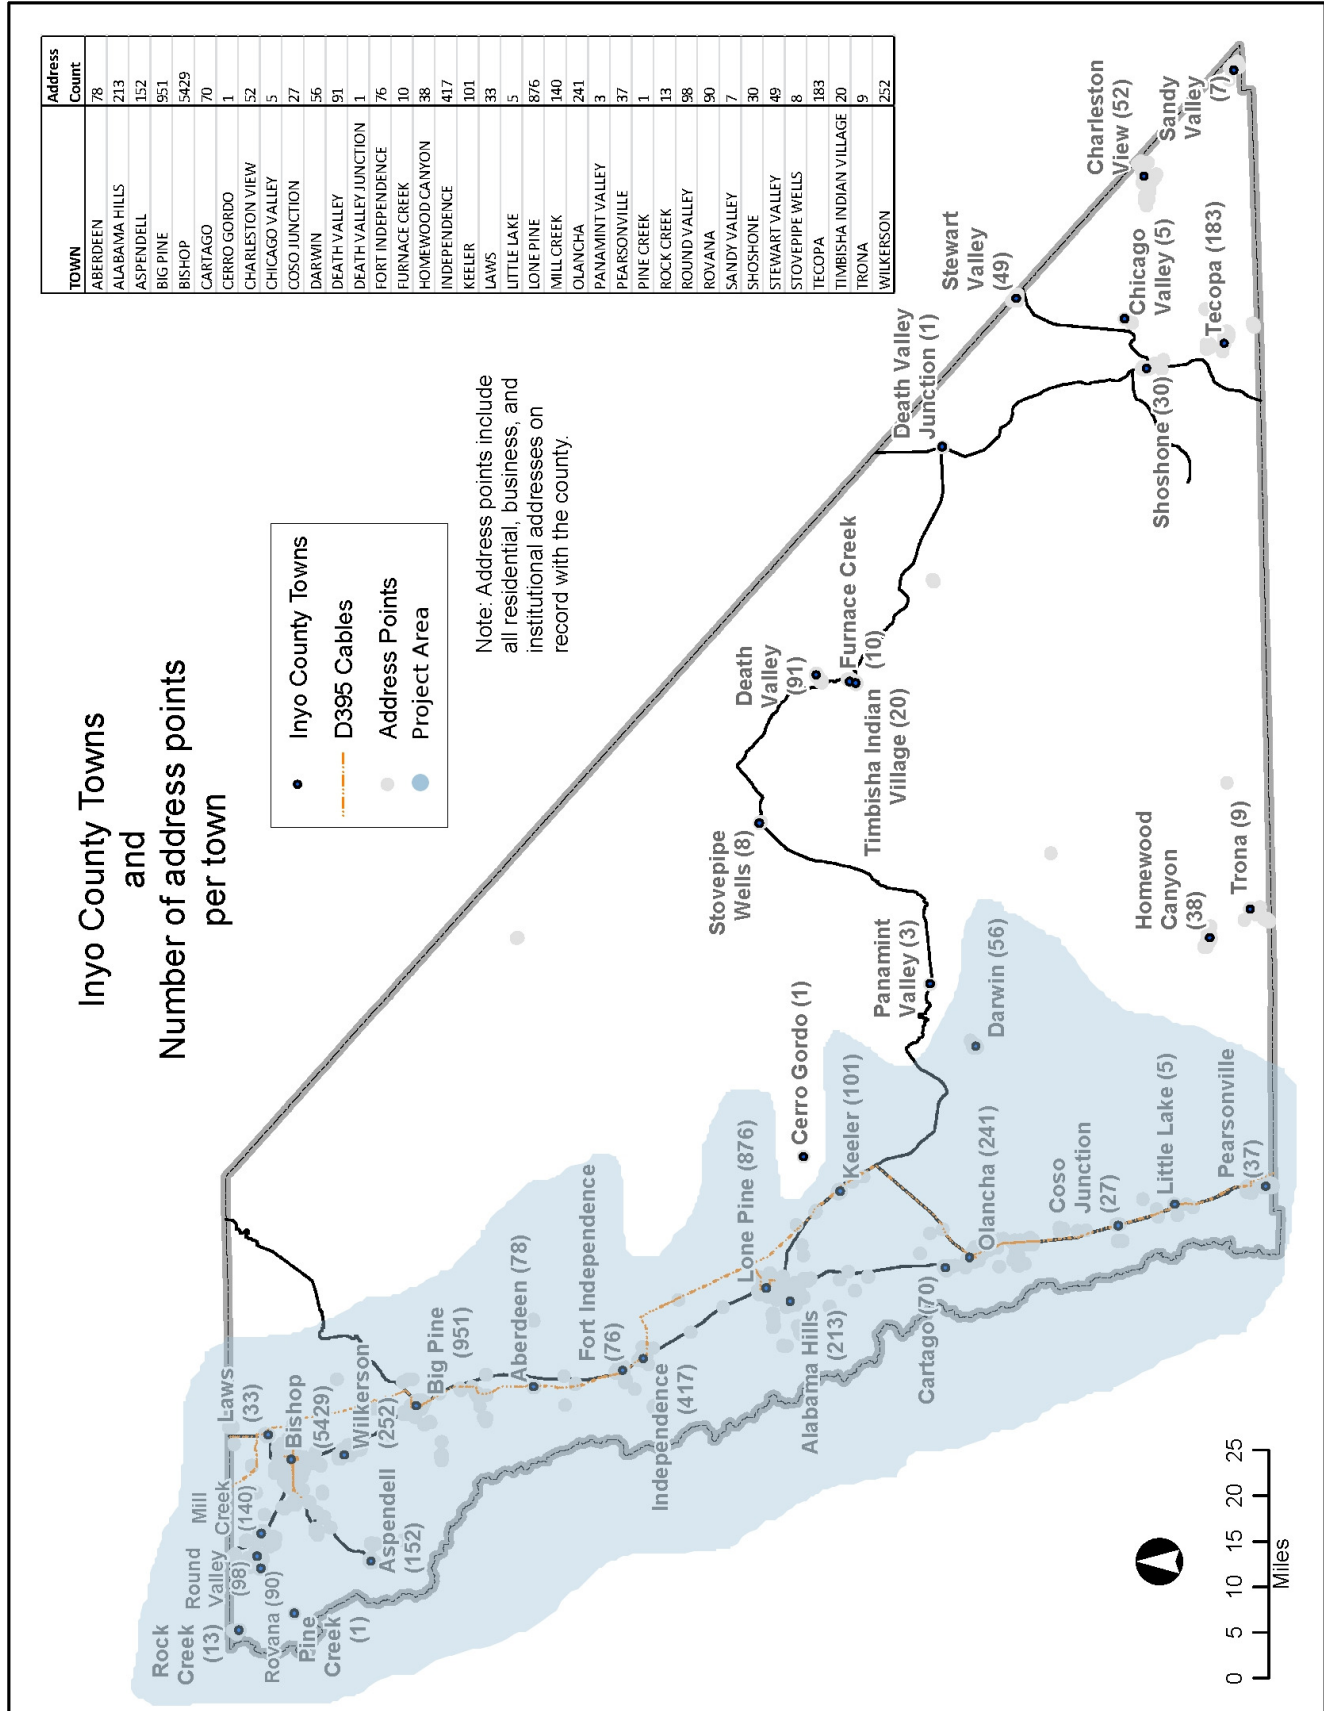 Inyo County Towns
and
Number of address points
per town
TOWN Address Count
ABERDEEN 78
ALABAMA HILLS 213
ASPENDELL 152
BIG PINE 951
BISHOP 5429
CARTAGO 70
CERRO GORDO 1
CHARLESTON VIEW 52
CHICAGO VALLEY 5
COSO JUNCTION 27
DARWIN 56
DEATH VALLEY 91
DEATH VALLEY JUNCTION 1
FORT INDEPENDENCE 76
FURNACE CREEK 10
HOMEWOOD CANYON 38
INDEPENDENCE 417
KEELER 101
LAWS 33
LITTLE LAKE 5
LONE PINE 876
MILL CREEK 140
OLANCHA 241
PANAMINT VALLEY 3
PEARSONVILLE 37
PINE CREEK 1
ROCK CREEK 13
ROUND VALLEY 98
ROVANA 90
SANDY VALLEY 7
SHOSHONE 30
STEWART VALLEY 49
STOVEPIPE WELLS 8
TECOPA 183
TIMBISHA INDIAN VILLAGE 20
TRONA 9
WILKERSON 252
Inyo County Towns
D395 Cables
Address Points
Project Area
Note: Address points include
all residential, business, and
institutional addresses on
record with the county.
Rock
Creek
(13)
Round
Valley
(98)
Mill
Creek
(140)
Laws
(33)
Rovana (90)
Pine
Creek
(1)
Bishop
(5429)
Wilkerson
(252)
Aspendell
(152)
Big Pine
(951)
Aberdeen (78)
Fort Independence
(76)
Independence
(417)
Lone Pine (876)
Alabama Hills
(213)
Cerro Gordo (1)
Keeler (101)
Cartago (70)
Olancha (241)
Coso
Junction
(27)
Little Lake (5)
Pearsonville
(37)
Darwin (56)
Panamint
Valley (3)
Stovepipe
Wells (8)
Death
Valley
(91)
Furnace Creek
(10)
Timbisha Indian
Village (20)
Homewood
Canyon
(38)
Trona (9)
Death Valley
Junction (1)
Stewart
Valley
(49)
Shoshone (30)
Chicago
Valley (5)
Tecopa (183)
Charleston
View (52)
Sandy
Valley
(7)
0 5 10 15 20 25
Miles